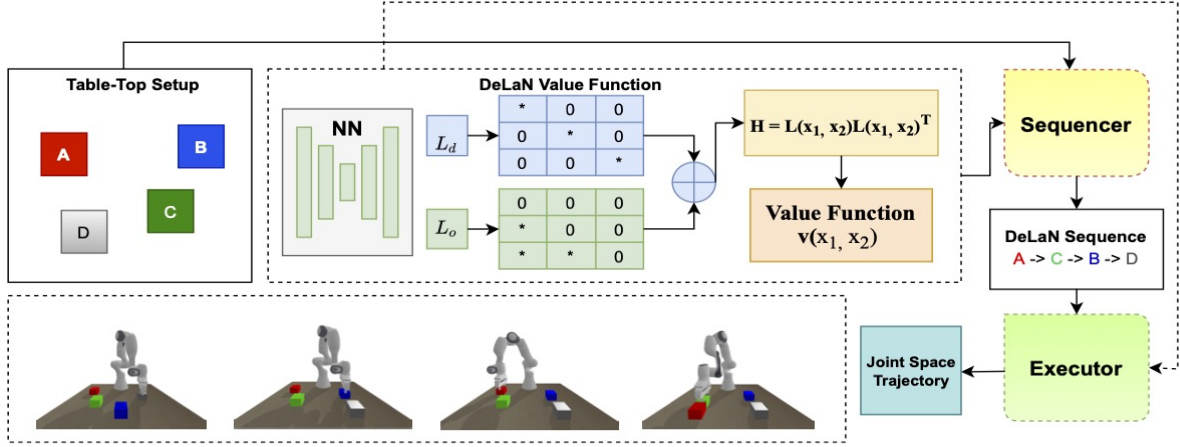 Table-Top Setup
A
B
C
D
DeLaN Value Function
NN
L_d
* 0 0
0 * 0
0 0 *
L_o
0 0 0
* 0 0
* * 0
H = L(x₁, x₂)L(x₁, x₂)ᵀ
Value Function
v(x₁, x₂)
Sequencer
DeLaN Sequence
A -> C -> B -> D
Executor
Joint Space
Trajectory